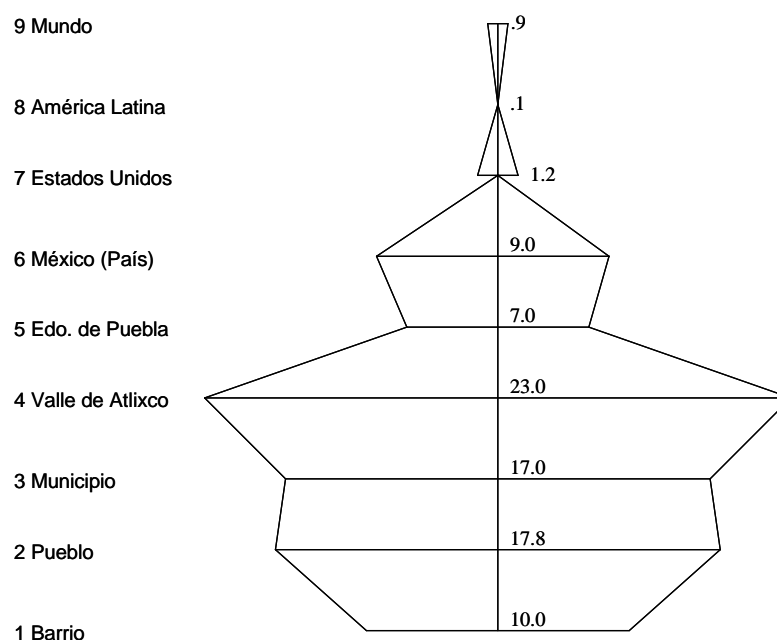 9 Mundo .9
8 América Latina .1
7 Estados Unidos 1.2
6 México (País) 9.0
5 Edo. de Puebla 7.0
4 Valle de Atlixco 23.0
3 Municipio 17.0
2 Pueblo 17.8
1 Barrio 10.0